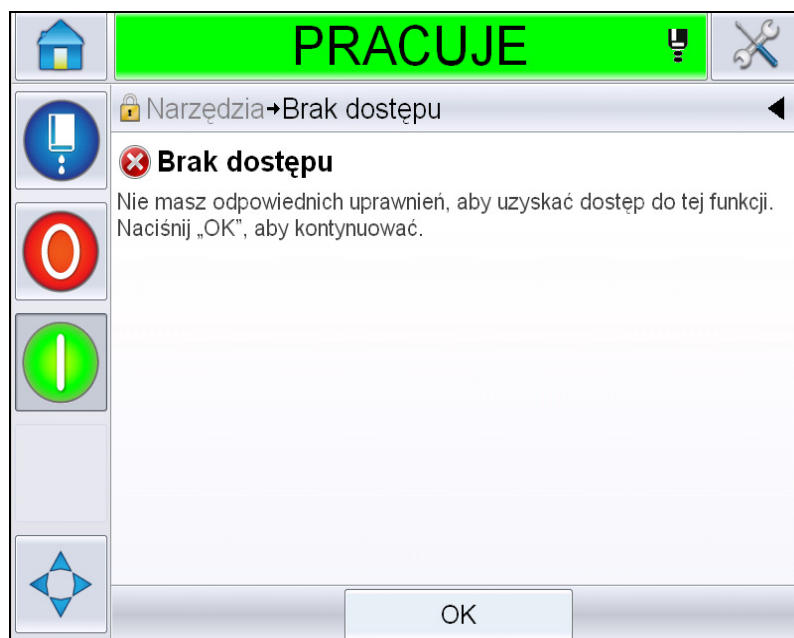 PRACUJE
Narzędzia→Brak dostępu
Brak dostępu
Nie masz odpowiednich uprawnień, aby uzyskać dostęp do tej funkcji.
Naciśnij „OK”, aby kontynuować.
OK